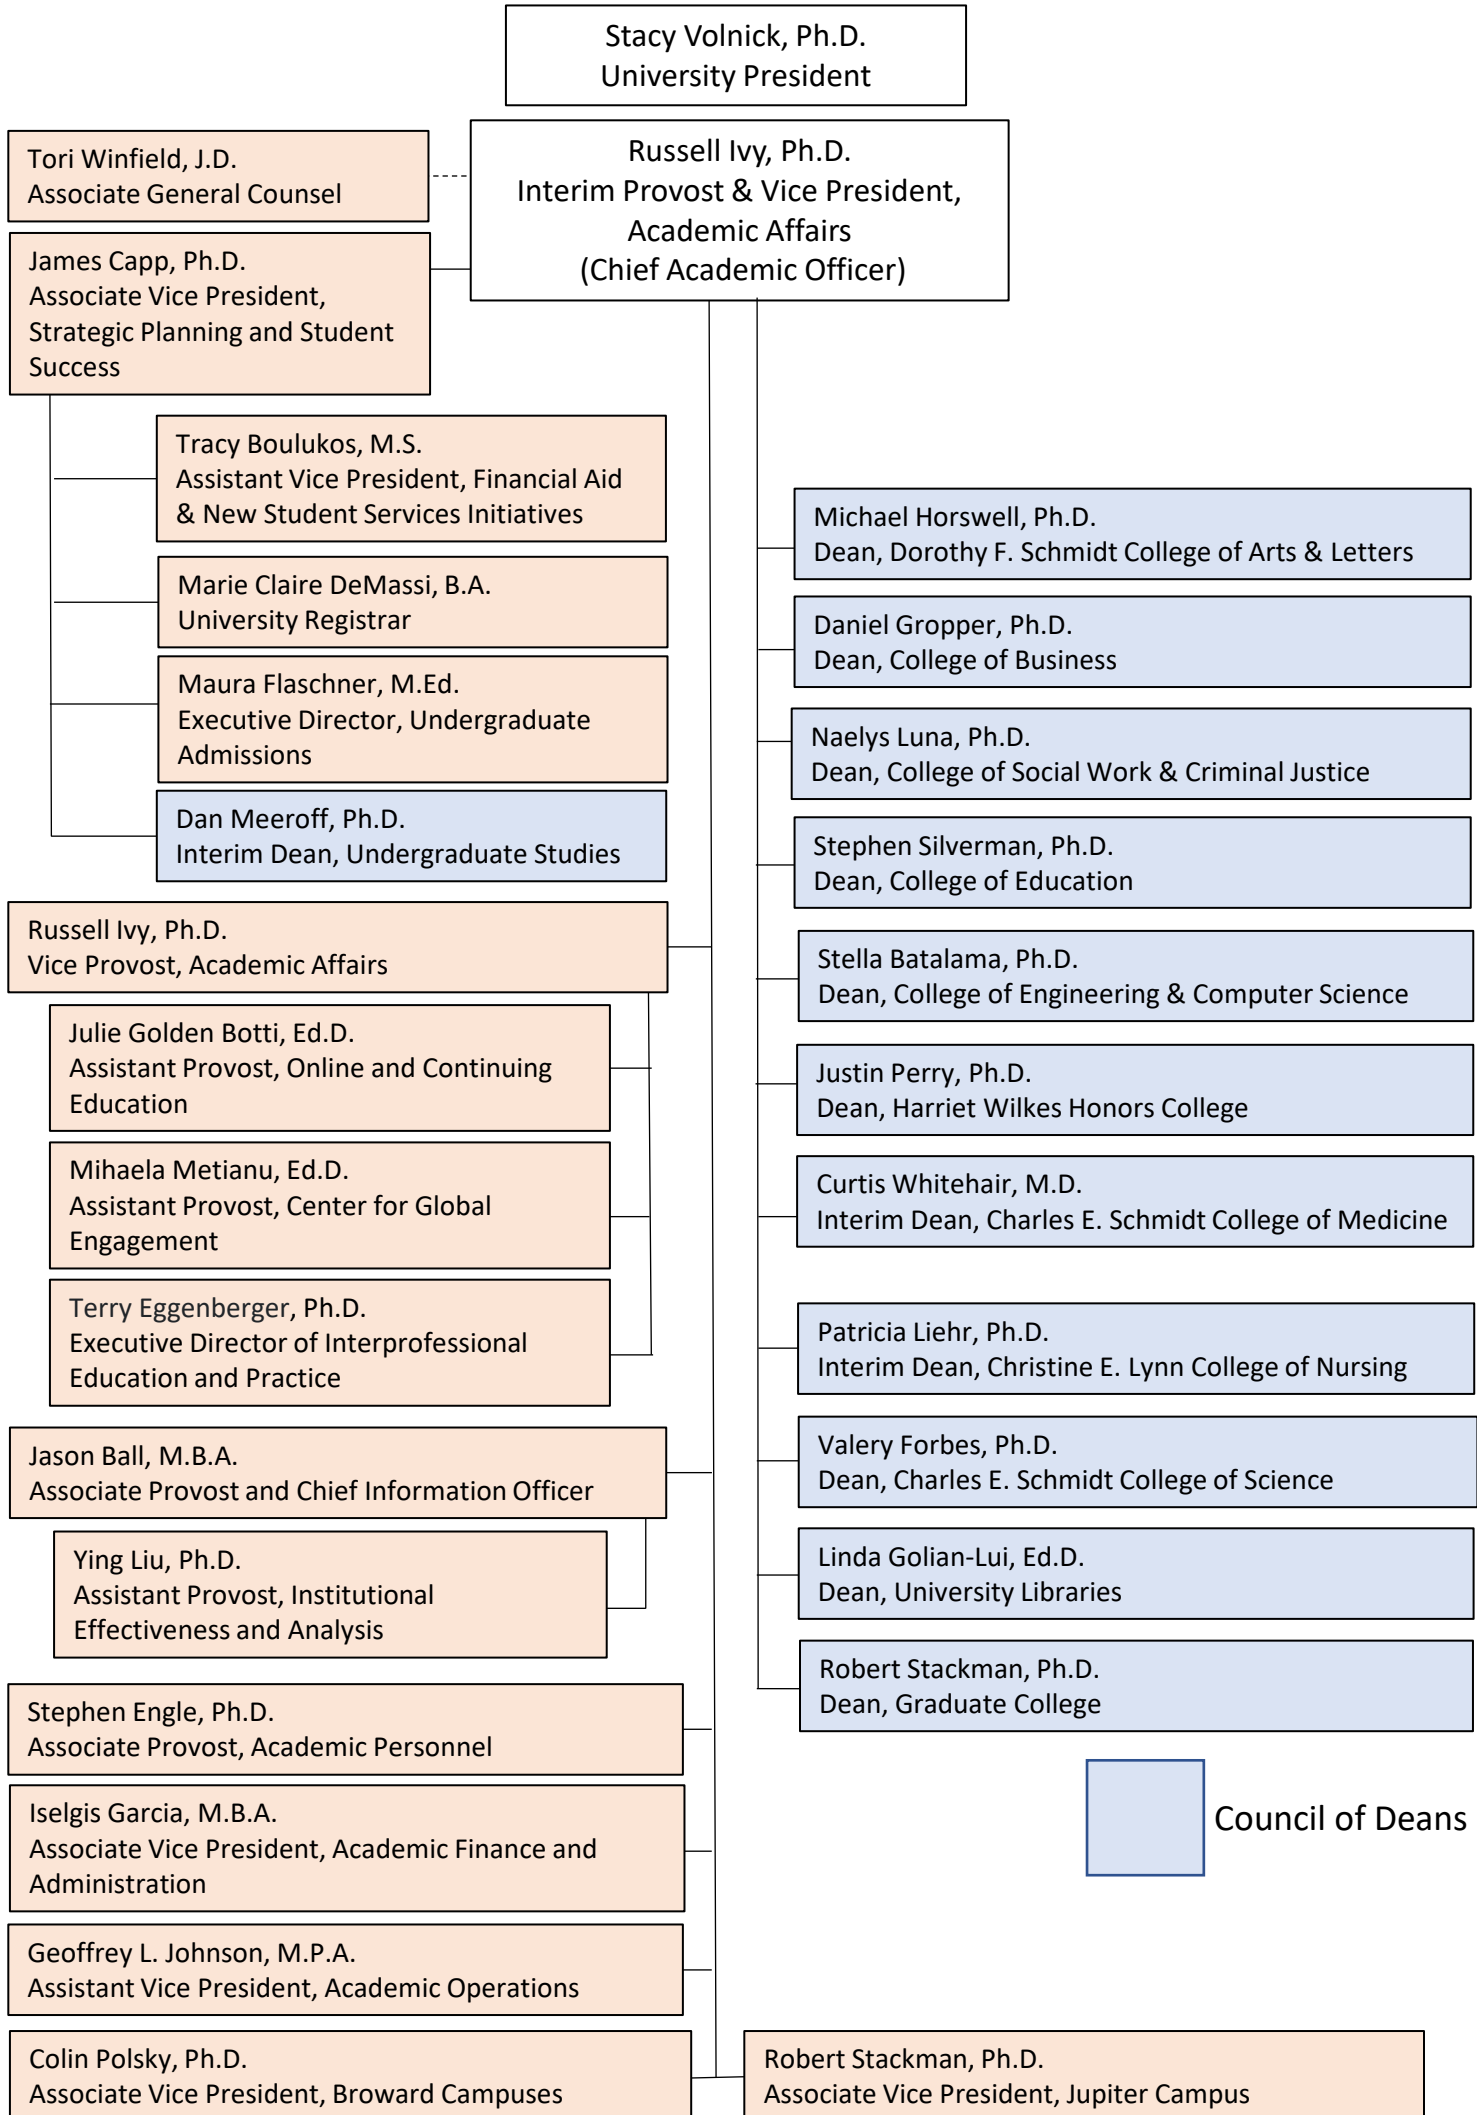 Stacy Volnick, Ph.D.
University President
Russell Ivy, Ph.D.
Interim Provost & Vice President,
Academic Affairs
(Chief Academic Officer)
Tori Winfield, J.D.
Associate General Counsel
James Capp, Ph.D.
Associate Vice President,
Strategic Planning and Student
Success
Tracy Boulukos, M.S.
Assistant Vice President, Financial Aid
& New Student Services Initiatives
Marie Claire DeMassi, B.A.
University Registrar
Maura Flaschner, M.Ed.
Executive Director, Undergraduate
Admissions
Dan Meeroff, Ph.D.
Interim Dean, Undergraduate Studies
Russell Ivy, Ph.D.
Vice Provost, Academic Affairs
Julie Golden Botti, Ed.D.
Assistant Provost, Online and Continuing
Education
Mihaela Metianu, Ed.D.
Assistant Provost, Center for Global
Engagement
Terry Eggenberger, Ph.D.
Executive Director of Interprofessional
Education and Practice
Jason Ball, M.B.A.
Associate Provost and Chief Information Officer
Ying Liu, Ph.D.
Assistant Provost, Institutional
Effectiveness and Analysis
Stephen Engle, Ph.D.
Associate Provost, Academic Personnel
Iselgis Garcia, M.B.A.
Associate Vice President, Academic Finance and
Administration
Geoffrey L. Johnson, M.P.A.
Assistant Vice President, Academic Operations
Colin Polsky, Ph.D.
Associate Vice President, Broward Campuses
Michael Horswell, Ph.D.
Dean, Dorothy F. Schmidt College of Arts & Letters
Daniel Gropper, Ph.D.
Dean, College of Business
Naelys Luna, Ph.D.
Dean, College of Social Work & Criminal Justice
Stephen Silverman, Ph.D.
Dean, College of Education
Stella Batalama, Ph.D.
Dean, College of Engineering & Computer Science
Justin Perry, Ph.D.
Dean, Harriet Wilkes Honors College
Curtis Whitehair, M.D.
Interim Dean, Charles E. Schmidt College of Medicine
Patricia Liehr, Ph.D.
Interim Dean, Christine E. Lynn College of Nursing
Valery Forbes, Ph.D.
Dean, Charles E. Schmidt College of Science
Linda Golian-Lui, Ed.D.
Dean, University Libraries
Robert Stackman, Ph.D.
Dean, Graduate College
Council of Deans
Robert Stackman, Ph.D.
Associate Vice President, Jupiter Campus